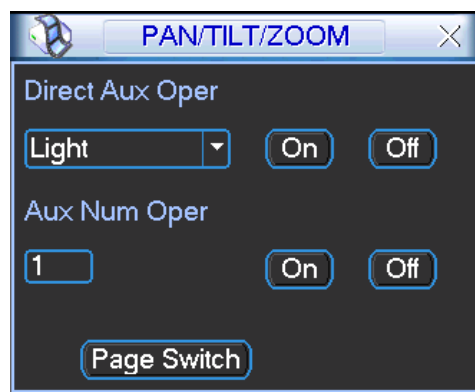 PAN/TILT/ZOOM
Direct Aux Oper
Light On Off
Aux Num Oper
1 On Off
Page Switch